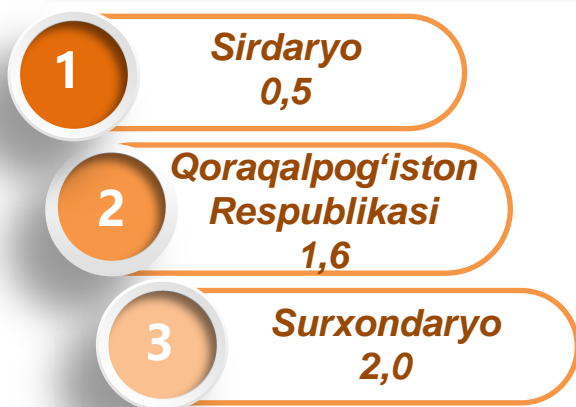 1
Sirdaryo
0,5
2
Qoraqalpog‘iston
Respublikasi
1,6
3
Surxondaryo
2,0